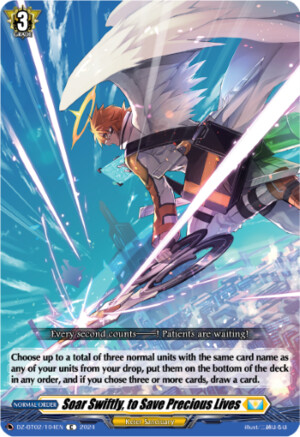 3
GRADE
Every second counts——! Patients are waiting!
Choose up to a total of three normal units with the same card name as
any of your units from your drop, put them on the bottom of the deck
in any order, and if you chose three or more cards, draw a card.
NORMAL ORDER
Soar Swiftly, to Save Precious Lives
Keter Sanctuary
C 2024